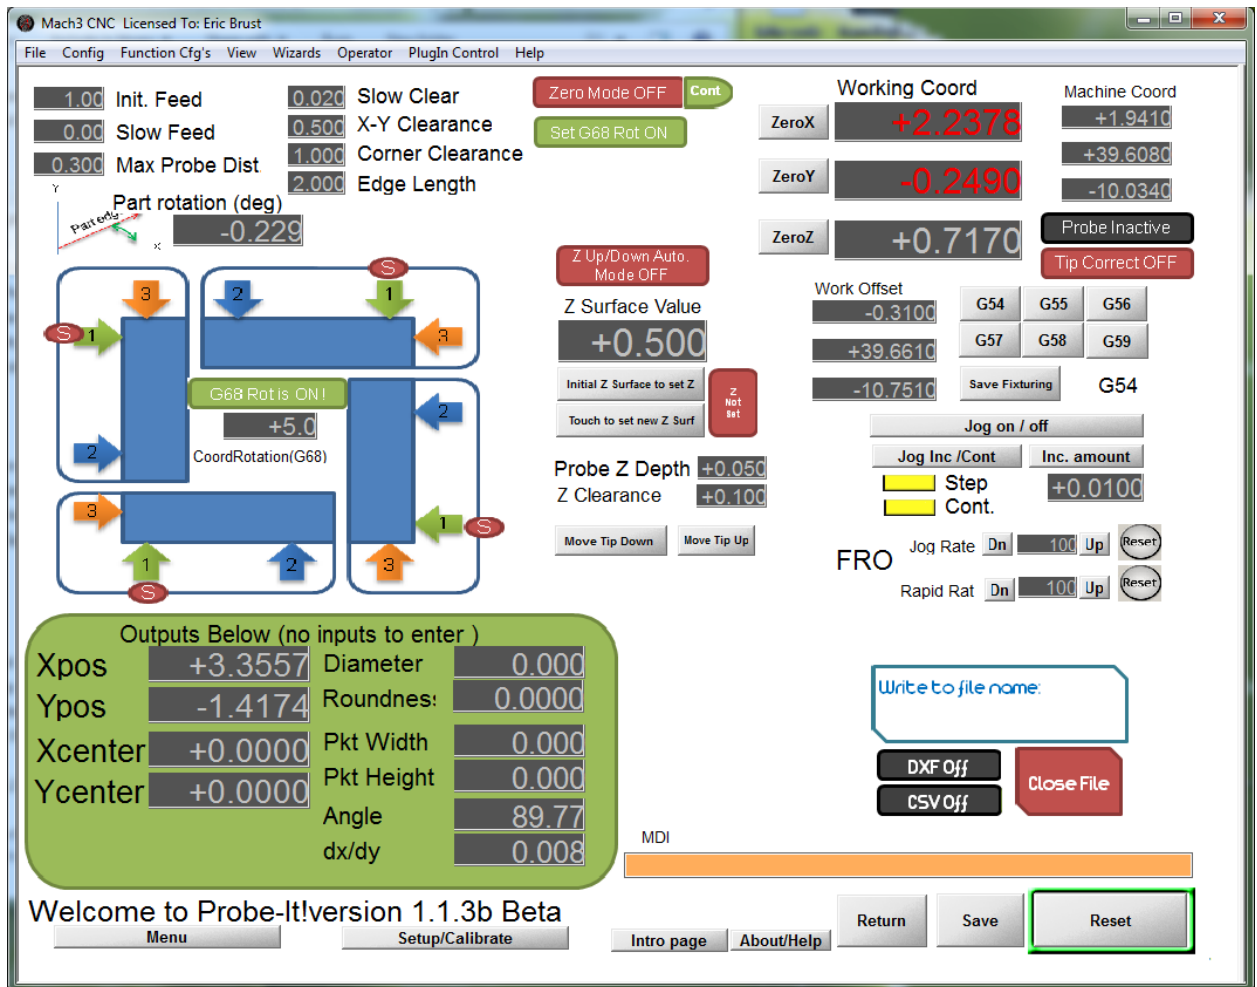 Mach3 CNC Licensed To: Eric Brust
File Config Function Cfg's View Wizards Operator PlugIn Control Help
1.00 Init. Feed 0.020 Slow Clear
0.00 Slow Feed 0.500 X-Y Clearance
0.300 Max Probe Dist. 1.000 Corner Clearance
2.000 Edge Length
Zero Mode OFF Cont
Set G68 Rot ON
Working Coord Machine Coord
ZeroX +2.2378 +1.9410
ZeroY -0.2490 +39.6080
-10.0340
ZeroZ +0.7170 Probe Inactive
Tip Correct OFF
Y
Part edge
X
Part rotation (deg)
-0.229
S
3 2 1
S 1 3
G68 Rot is ON!
+5.0
CoordRotation(G68)
2 2
3 1 S
1 2 3
S
Z Up/Down Auto.
Mode OFF
Z Surface Value
+0.500
Initial Z Surface to set Z
Touch to set new Z Surf
Z
Not
Set
Probe Z Depth +0.050
Z Clearance +0.100
Move Tip Down Move Tip Up
Work Offset
-0.3100 G54 G55 G56
+39.6610 G57 G58 G59
-10.7510 Save Fixturing G54
Jog on / off
Jog Inc /Cont Inc. amount
Step +0.0100
Cont.
FRO
Jog Rate Dn 100 Up Reset
Rapid Rat Dn 100 Up Reset
Outputs Below (no inputs to enter )
Xpos +3.3557 Diameter 0.000
Ypos -1.4174 Roundnes: 0.0000
Xcenter +0.0000 Pkt Width 0.000
Ycenter +0.0000 Pkt Height 0.000
Angle 89.77
dx/dy 0.008
Write to file name:
DXF Off
CSV Off
Close File
MDI
Welcome to Probe-It!version 1.1.3b Beta
Menu Setup/Calibrate Intro page About/Help
Return Save Reset